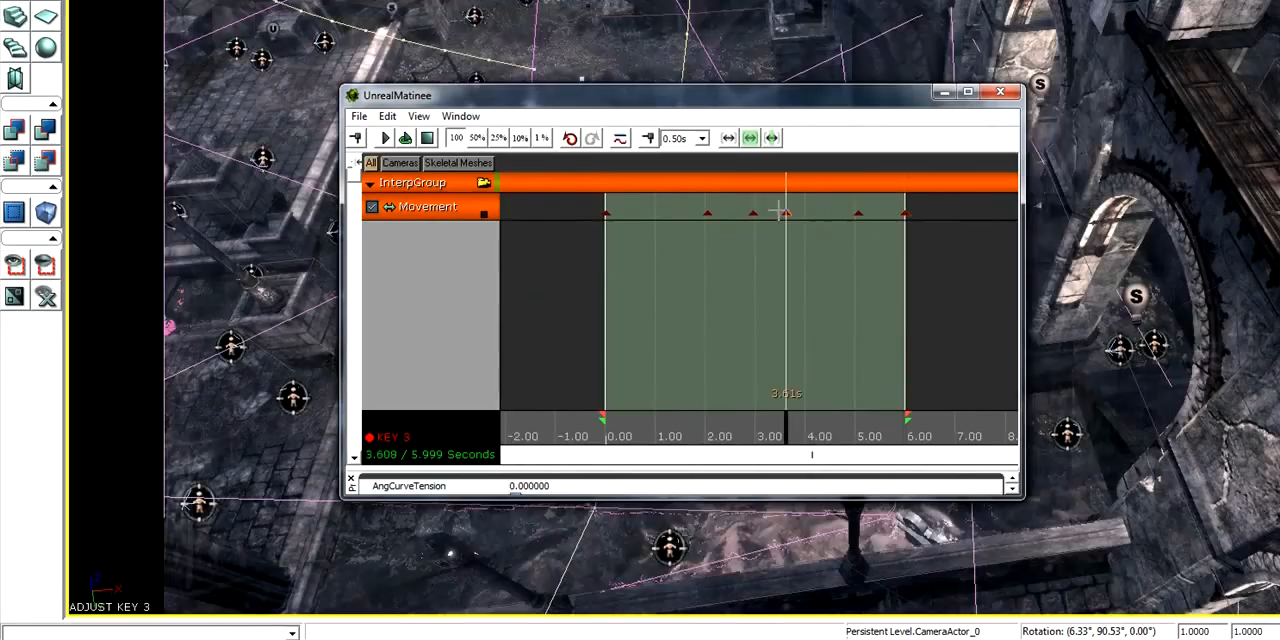 UnrealMatinee
File Edit View Window
100 50% 25% 10% 1% 0.50s
All Cameras Skeletal Meshes
InterpGroup
Movement
3.61s
-2.00 -1.00 0.00 1.00 2.00 3.00 4.00 5.00 6.00 7.00 8.
KEY 3
3.608 / 5.999 Seconds
AngCurveTension 0.000000
S
S
U
ADJUST KEY 3
Persistent Level.CameraActor_0 Rotation: (6.33°, 90.53°, 0.00°) 1.0000 1.0000